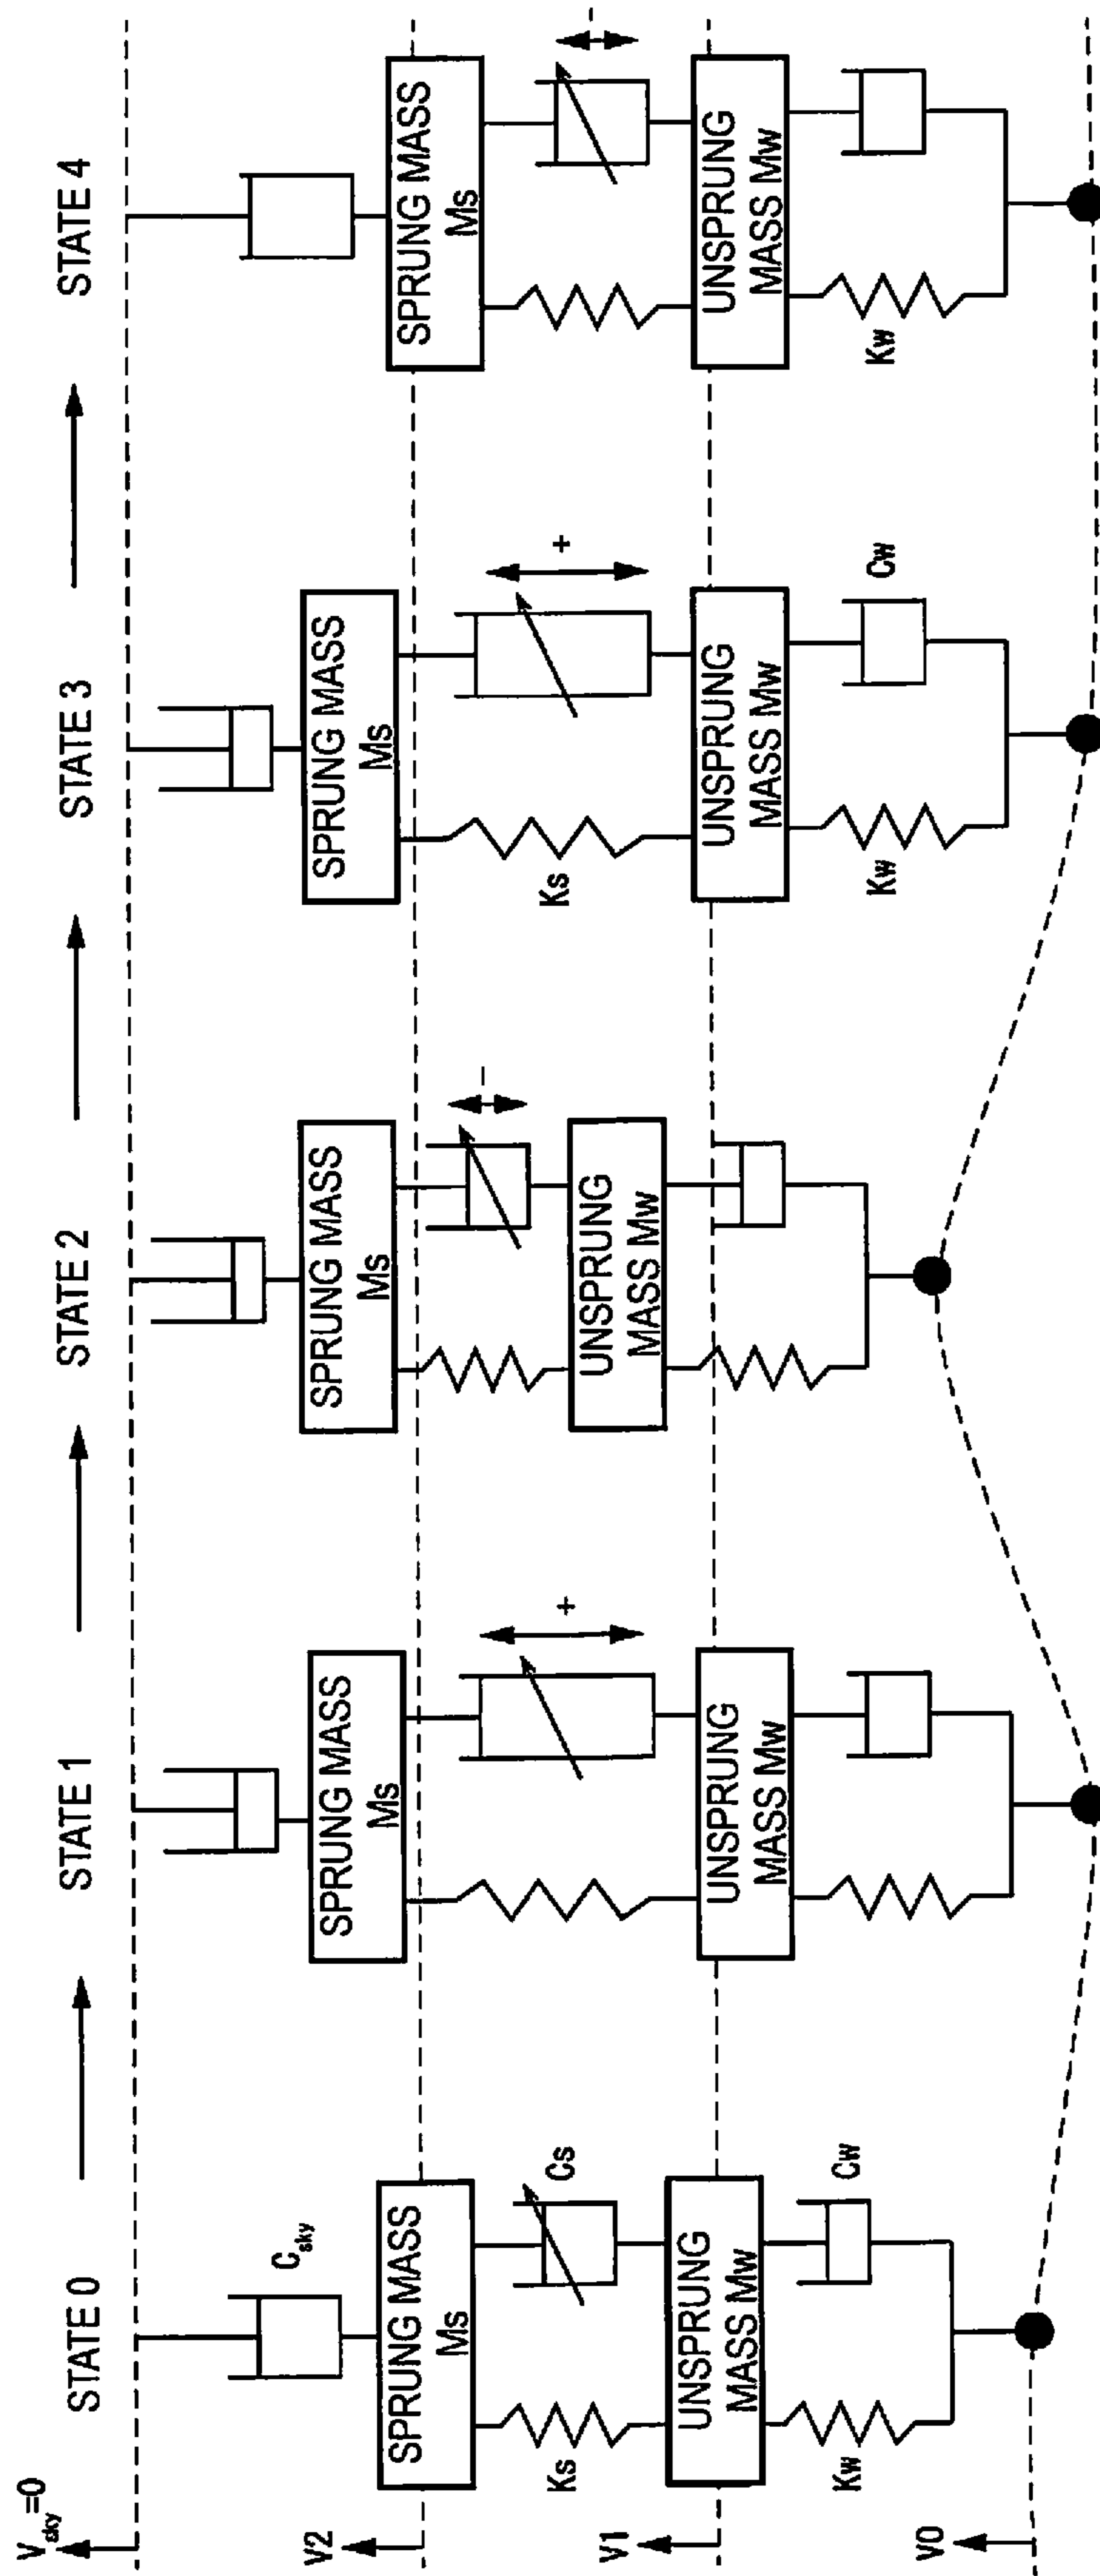 STATE 0
STATE 1
STATE 2
STATE 3
STATE 4
Vsky=0
V2
V1
V0
Csky
SPRUNG MASS
Ms
Ks
Cs
UNSPRUNG
MASS Mw
Kw
Cw
SPRUNG MASS
Ms
+
UNSPRUNG
MASS Mw
SPRUNG MASS
Ms
−
UNSPRUNG
MASS Mw
SPRUNG MASS
Ms
Ks
+
UNSPRUNG
MASS Mw
Kw
Cw
SPRUNG MASS
Ms
−
UNSPRUNG
MASS Mw
Kw